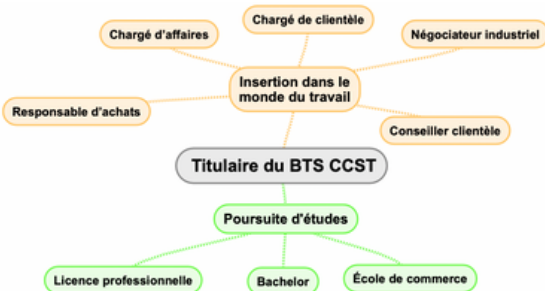 Chargé de clientèle
Chargé d'affaires
Négociateur industriel
Insertion dans le
monde du travail
Responsable d'achats
Conseiller clientèle
Titulaire du BTS CCST
Poursuite d'études
Licence professionnelle
Bachelor
École de commerce